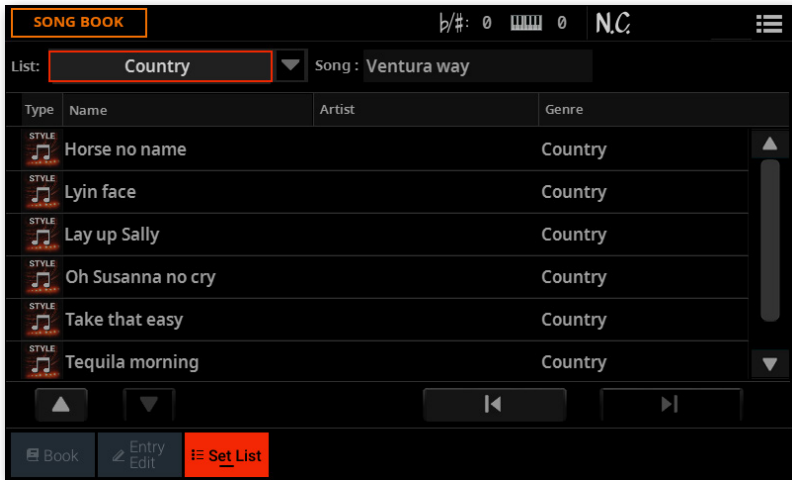 SONG BOOK
♭/#: 0 0 N.C.
List: Country Song: Ventura way
Type Name Artist Genre
STYLE Horse no name Country
STYLE Lyin face Country
STYLE Lay up Sally Country
STYLE Oh Susanna no cry Country
STYLE Take that easy Country
STYLE Tequila morning Country
Book Entry Edit Set List